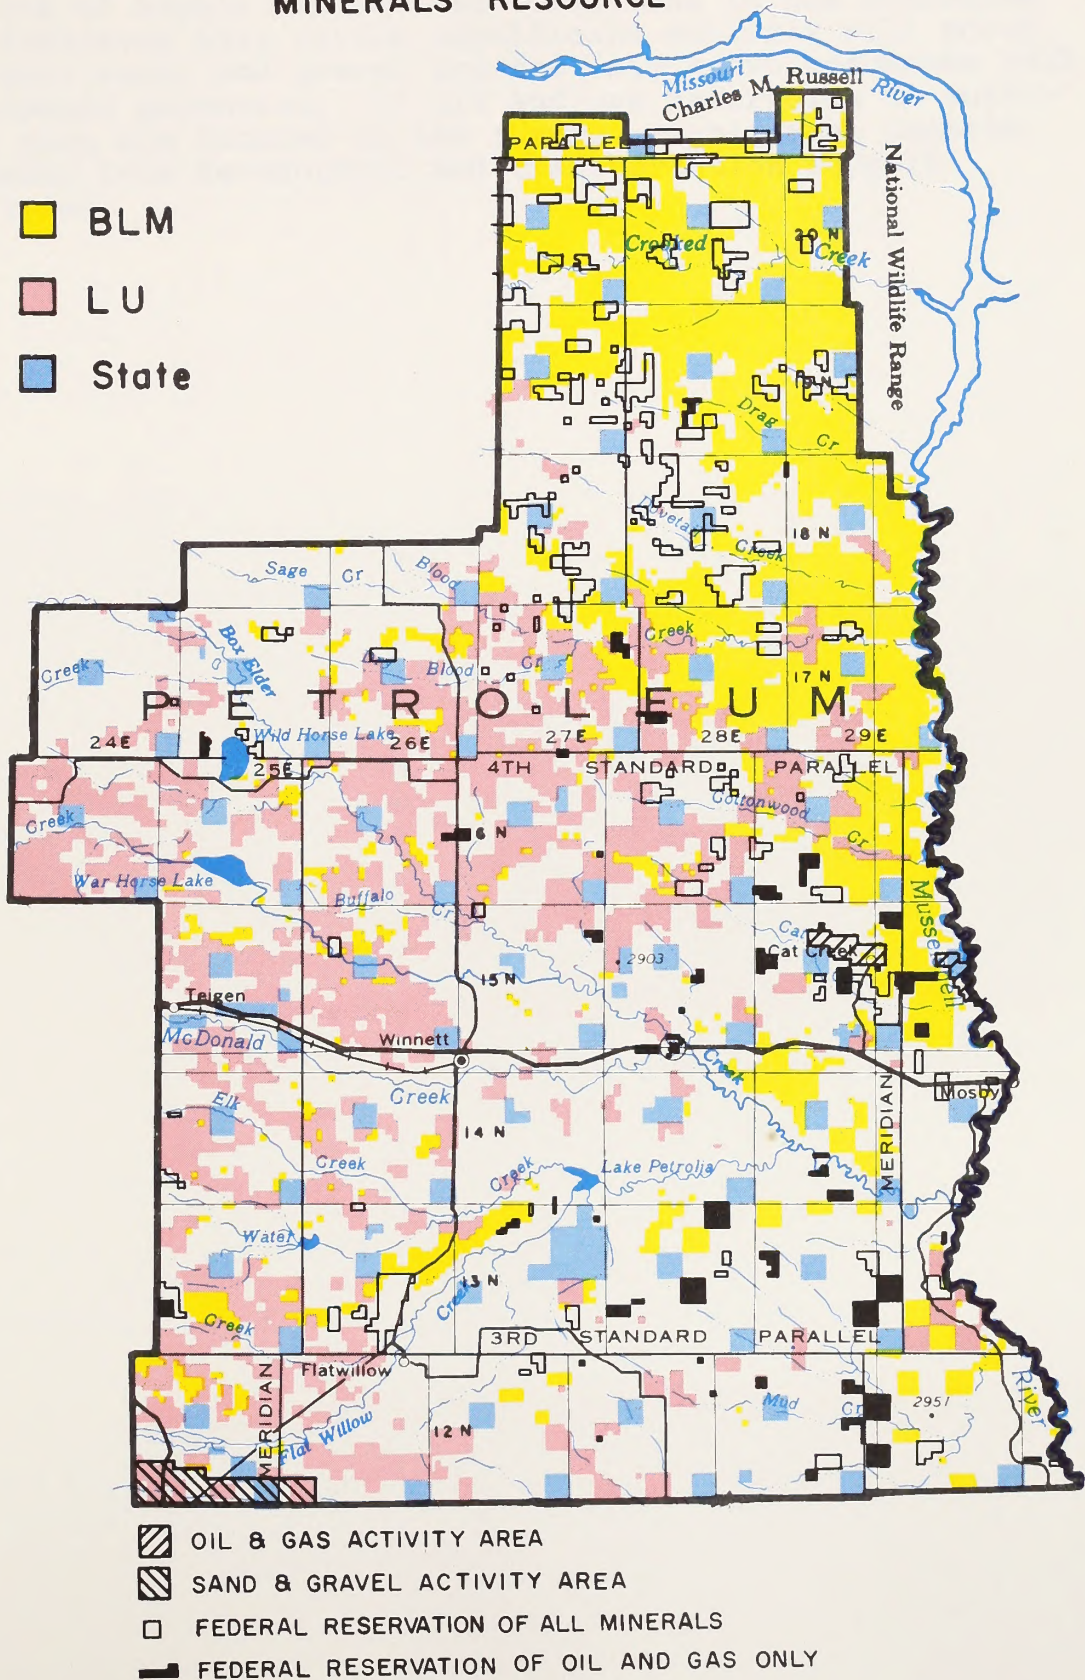 MINERALS RESOURCE
Missouri River
Charles M. Russell
National Wildlife Range
PARALLEL
BLM
LU
State
Crooked Creek
20 N
Drag Cr
Dovetail Creek
18 N
Sage Cr
Blood Creek
Box Elder
Creek
Blood Cr
17 N
PETROLEUM
24E
Wild Horse Lake
26E
27E
28E
29E
25E
4TH STANDARD PARALLEL
Cottonwood Cr
Creek
6 N
War Horse Lake
Buffalo Cr
Musselshell
Cat
Cat Creek
2903
15 N
Teigen
McDonald
Winnett
Creek
Creek
Mosby
MERIDIAN
Elk
14 N
Creek
Creek
Lake Petrolia
Water
13 N
Creek
Creek
3RD STANDARD PARALLEL
Flatwillow
MERIDIAN
Mud Cr
2951
River
Flat Willow
12 N
OIL & GAS ACTIVITY AREA
SAND & GRAVEL ACTIVITY AREA
FEDERAL RESERVATION OF ALL MINERALS
FEDERAL RESERVATION OF OIL AND GAS ONLY